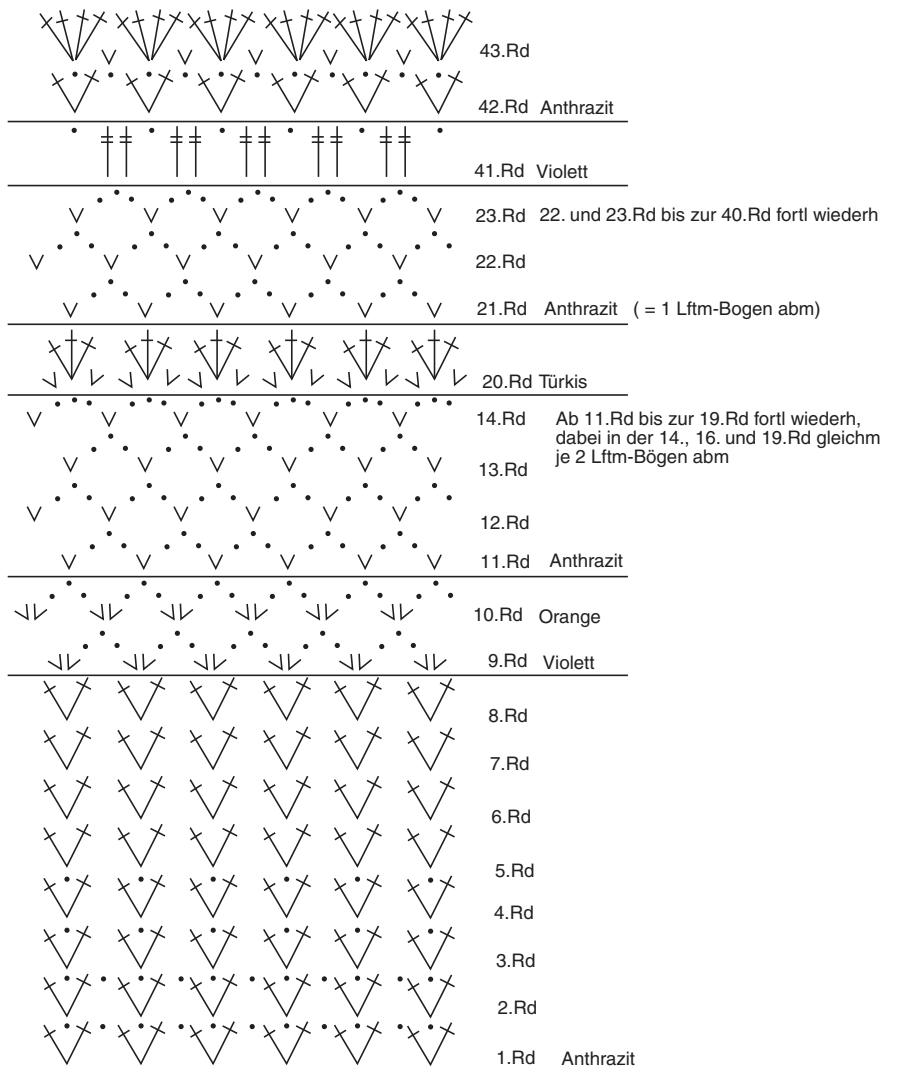 43.Rd
42.Rd Anthrazit
41.Rd Violett
23.Rd 22. und 23.Rd bis zur 40.Rd fortl wiederh
22.Rd
21.Rd Anthrazit ( = 1 Lftm-Bogen abm)
20.Rd Türkis
14.Rd Ab 11.Rd bis zur 19.Rd fortl wiederh,
dabei in der 14., 16. und 19.Rd gleichm
je 2 Lftm-Bögen abm
13.Rd
12.Rd
11.Rd Anthrazit
10.Rd Orange
9.Rd Violett
8.Rd
7.Rd
6.Rd
5.Rd
4.Rd
3.Rd
2.Rd
1.Rd Anthrazit